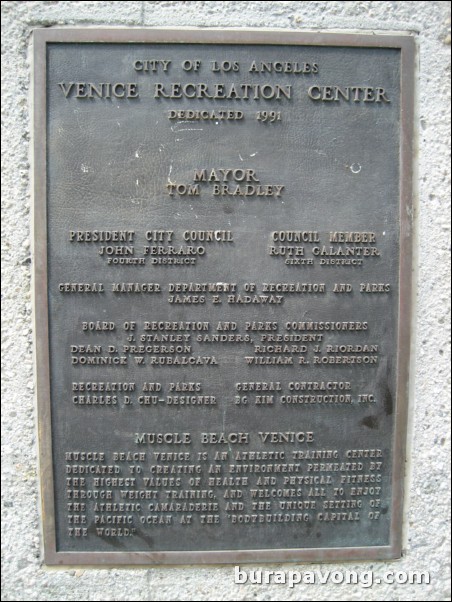 CITY OF LOS ANGELES
VENICE RECREATION CENTER
DEDICATED 1991
MAYOR
TOM BRADLEY
PRESIDENT CITY COUNCIL
JOHN FERRARO
FOURTH DISTRICT
COUNCIL MEMBER
RUTH GALANTER
SIXTH DISTRICT
GENERAL MANAGER DEPARTMENT OF RECREATION AND PARKS
JAMES E. HADAWAY
BOARD OF RECREATION AND PARKS COMMISSIONERS
J. STANLEY SANDERS, PRESIDENT
DEAN D. PREGERSON RICHARD J. RIORDAN
DOMINICK W. RUBALCAVA WILLIAM R. ROBERTSON
RECREATION AND PARKS
CHARLES D. CHU-DESIGNER
GENERAL CONTRACTOR
BG KIM CONSTRUCTION, INC.
MUSCLE BEACH VENICE
MUSCLE BEACH VENICE IS AN ATHLETIC TRAINING CENTER
DEDICATED TO CREATING AN ENVIRONMENT PERMEATED BY
THE HIGHEST VALUES OF HEALTH AND PHYSICAL FITNESS
THROUGH WEIGHT TRAINING, AND WELCOMES ALL TO ENJOY
THE ATHLETIC CAMARADERIE AND THE UNIQUE SETTING OF
THE PACIFIC OCEAN AT THE "BODYBUILDING CAPITAL OF
THE WORLD."
burapavong.com